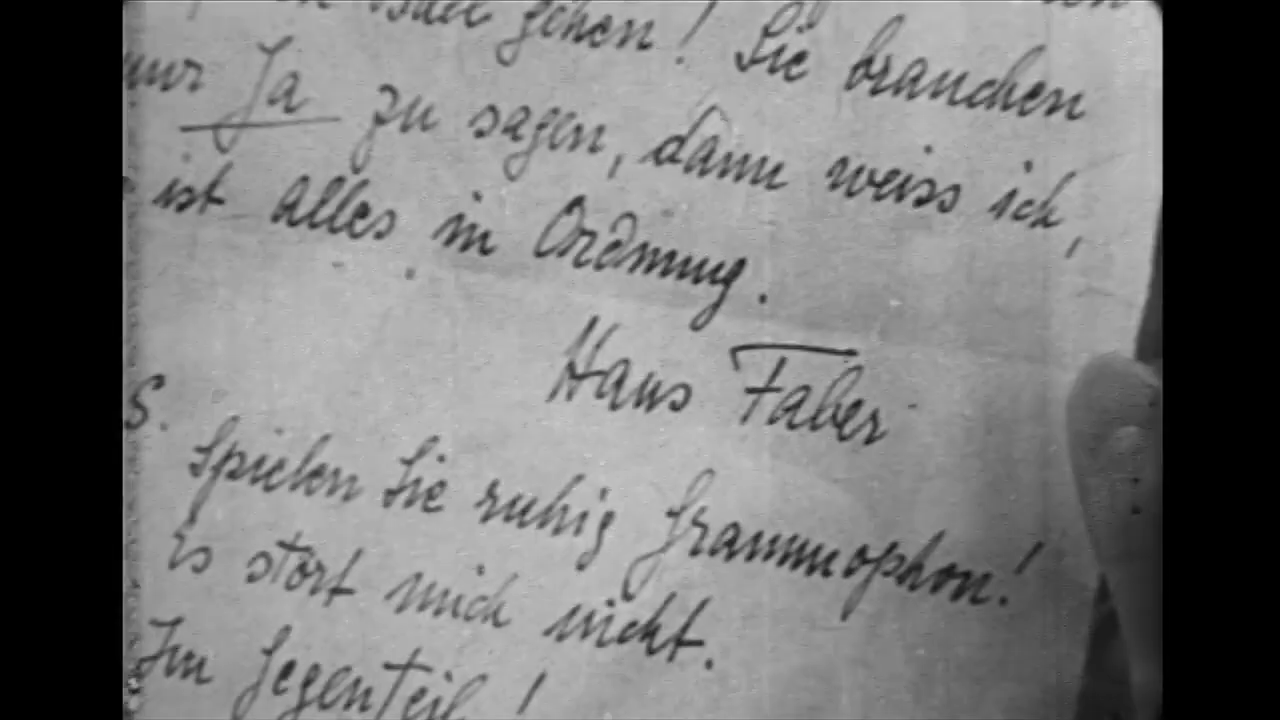 gehen! Sie brauchen
nur Ja zu sagen, dann weiss ich,
ist alles in Ordnung.
Hans Faber
S.
Spielen Sie ruhig Grammophon!
Es stört mich nicht.
Im Gegenteil!